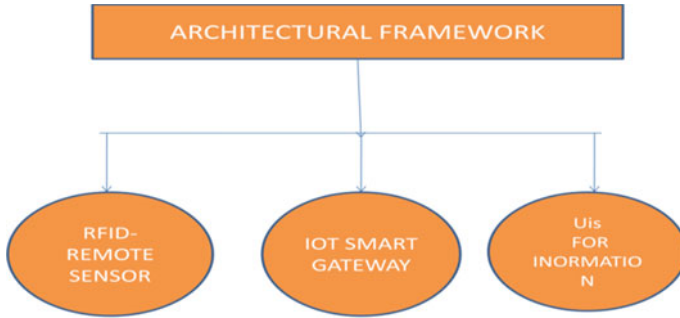 ARCHITECTURAL FRAMEWORK
RFID-
REMOTE
SENSOR
IOT SMART
GATEWAY
Uis
FOR
INORMATIO
N